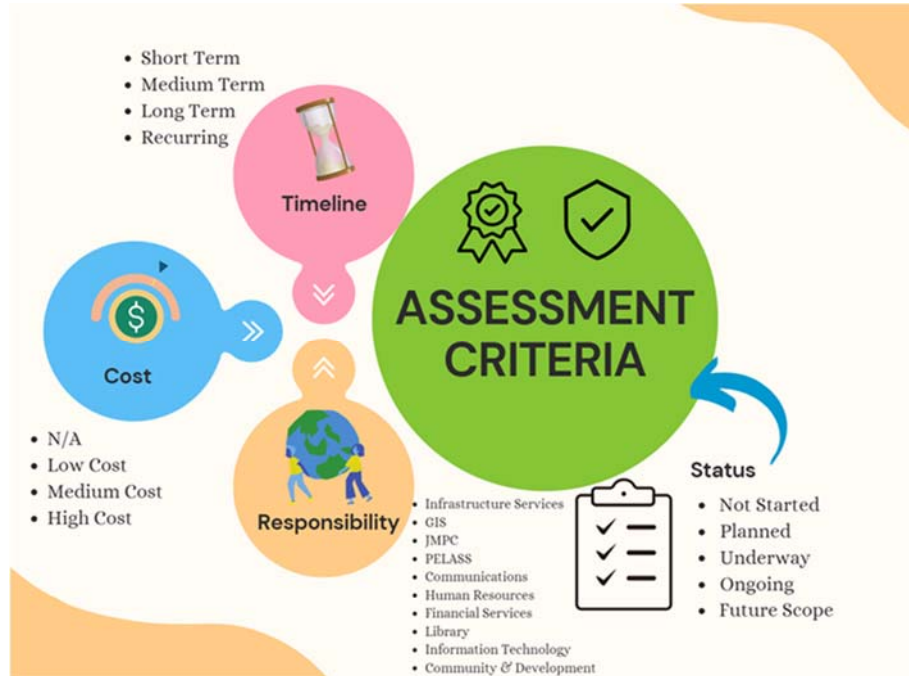 Short Term
Medium Term
Long Term
Recurring
Timeline
ASSESSMENT
CRITERIA
$
Cost
N/A
Low Cost
Medium Cost
High Cost
Responsibility
Infrastructure Services
GIS
JMPC
PELASS
Communications
Human Resources
Financial Services
Library
Information Technology
Community & Development
Status
Not Started
Planned
Underway
Ongoing
Future Scope